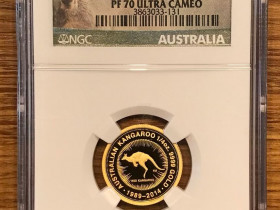 PF 70 ULTRA CAMEO
3863033-131
NGC
AUSTRALIA
AUSTRALIAN KANGAROO 1/4oz. 9999 GOLD
1989-2014